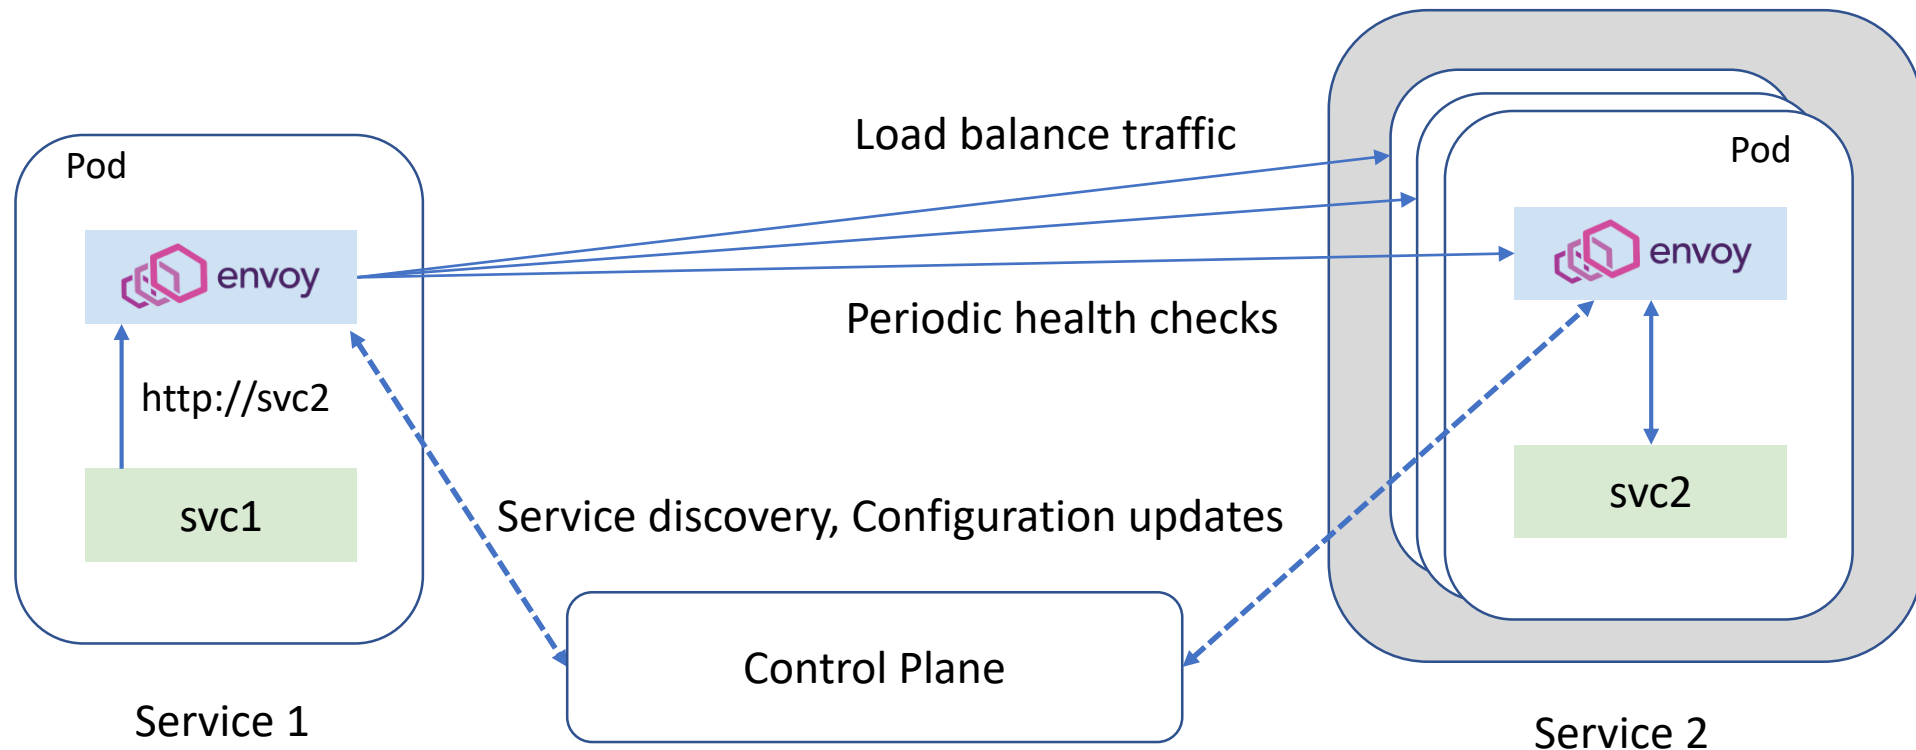 Load balance traffic
Pod
Pod
envoy
envoy
Periodic health checks
http://svc2
svc1
Service discovery, Configuration updates
svc2
Control Plane
Service 1
Service 2